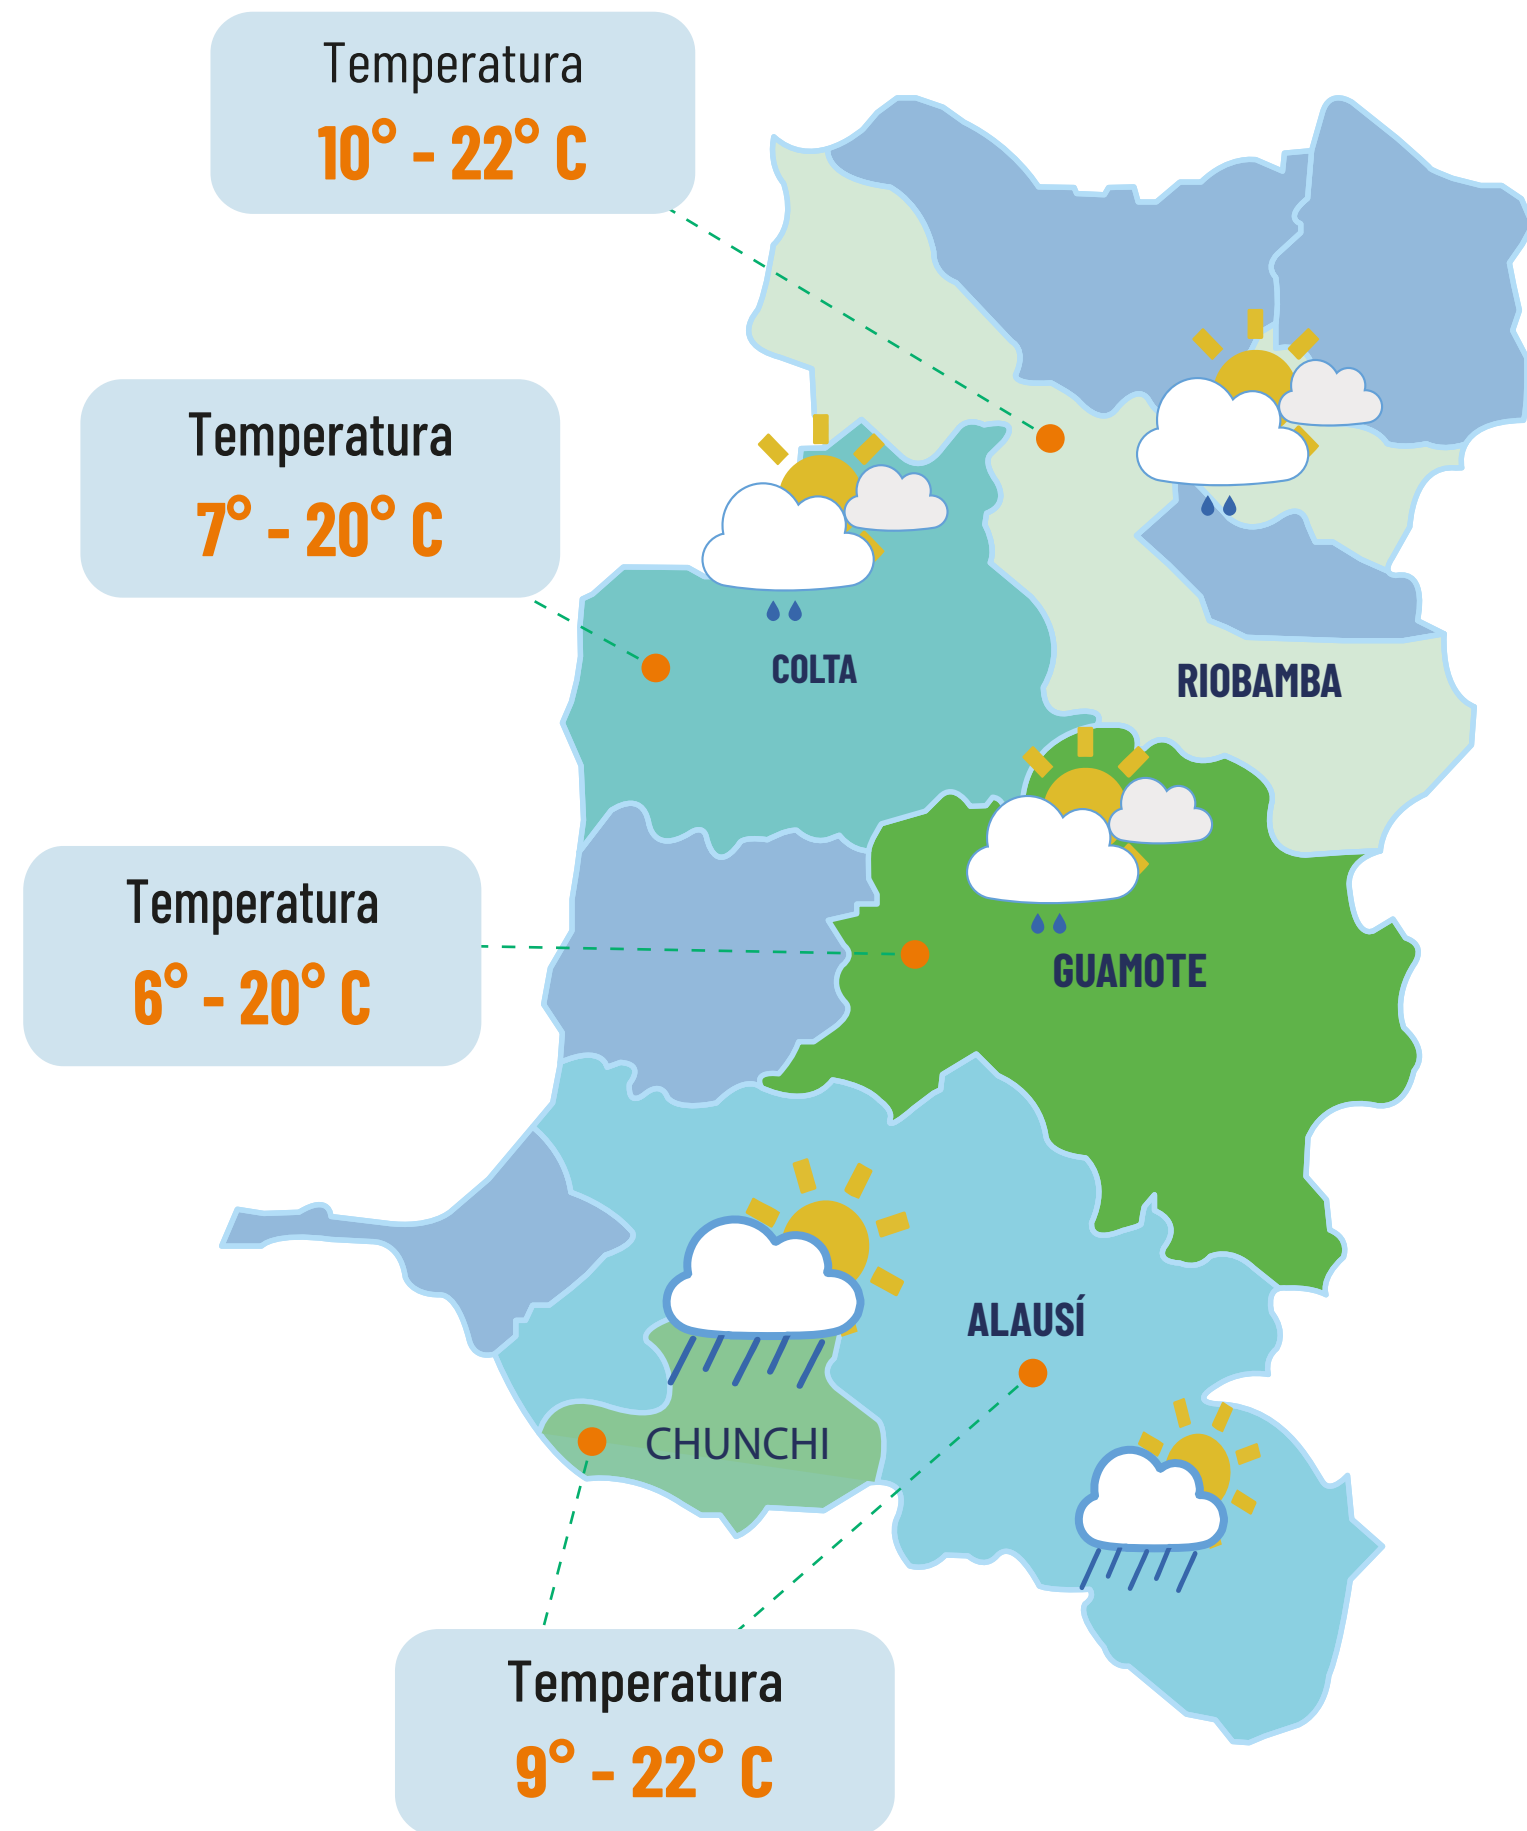 Temperatura
10° - 22° C
Temperatura
7° - 20° C
COLTA
RIOBAMBA
Temperatura
6° - 20° C
GUAMOTE
ALAUSÍ
CHUNCHI
Temperatura
9° - 22° C